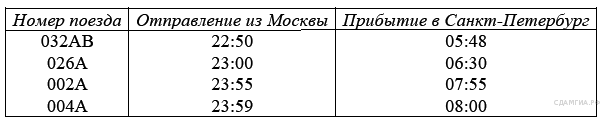 Номер поезда Отправление из Москвы Прибытие в Санкт-Петербург
032АВ 22:50 05:48
026А 23:00 06:30
002А 23:55 07:55
004А 23:59 08:00
СДАМГИА.РФ